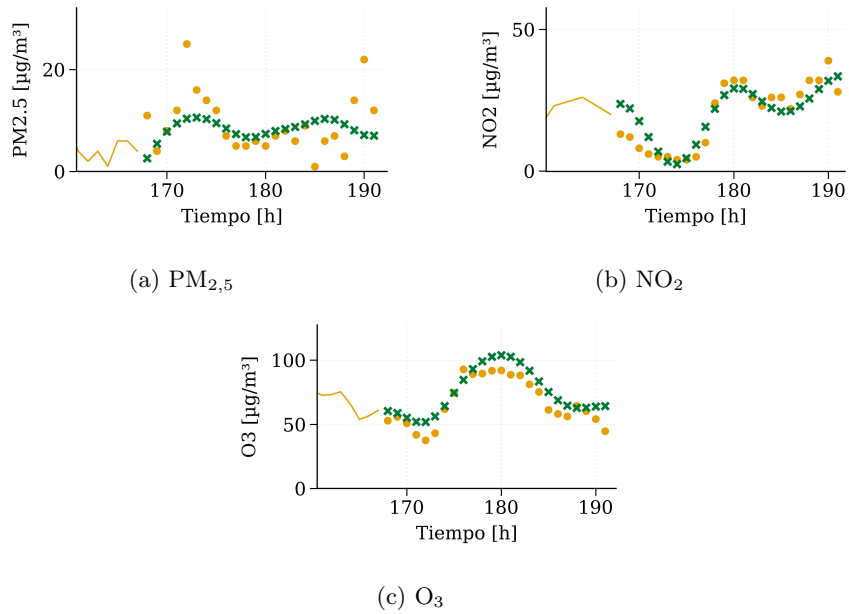 PM2.5 [µg/m³]
20
0
170 180 190
Tiempo [h]
(a) PM2,5
NO2 [µg/m³]
50
0
170 180 190
Tiempo [h]
(b) NO2
O3 [µg/m³]
100
50
0
170 180 190
Tiempo [h]
(c) O3